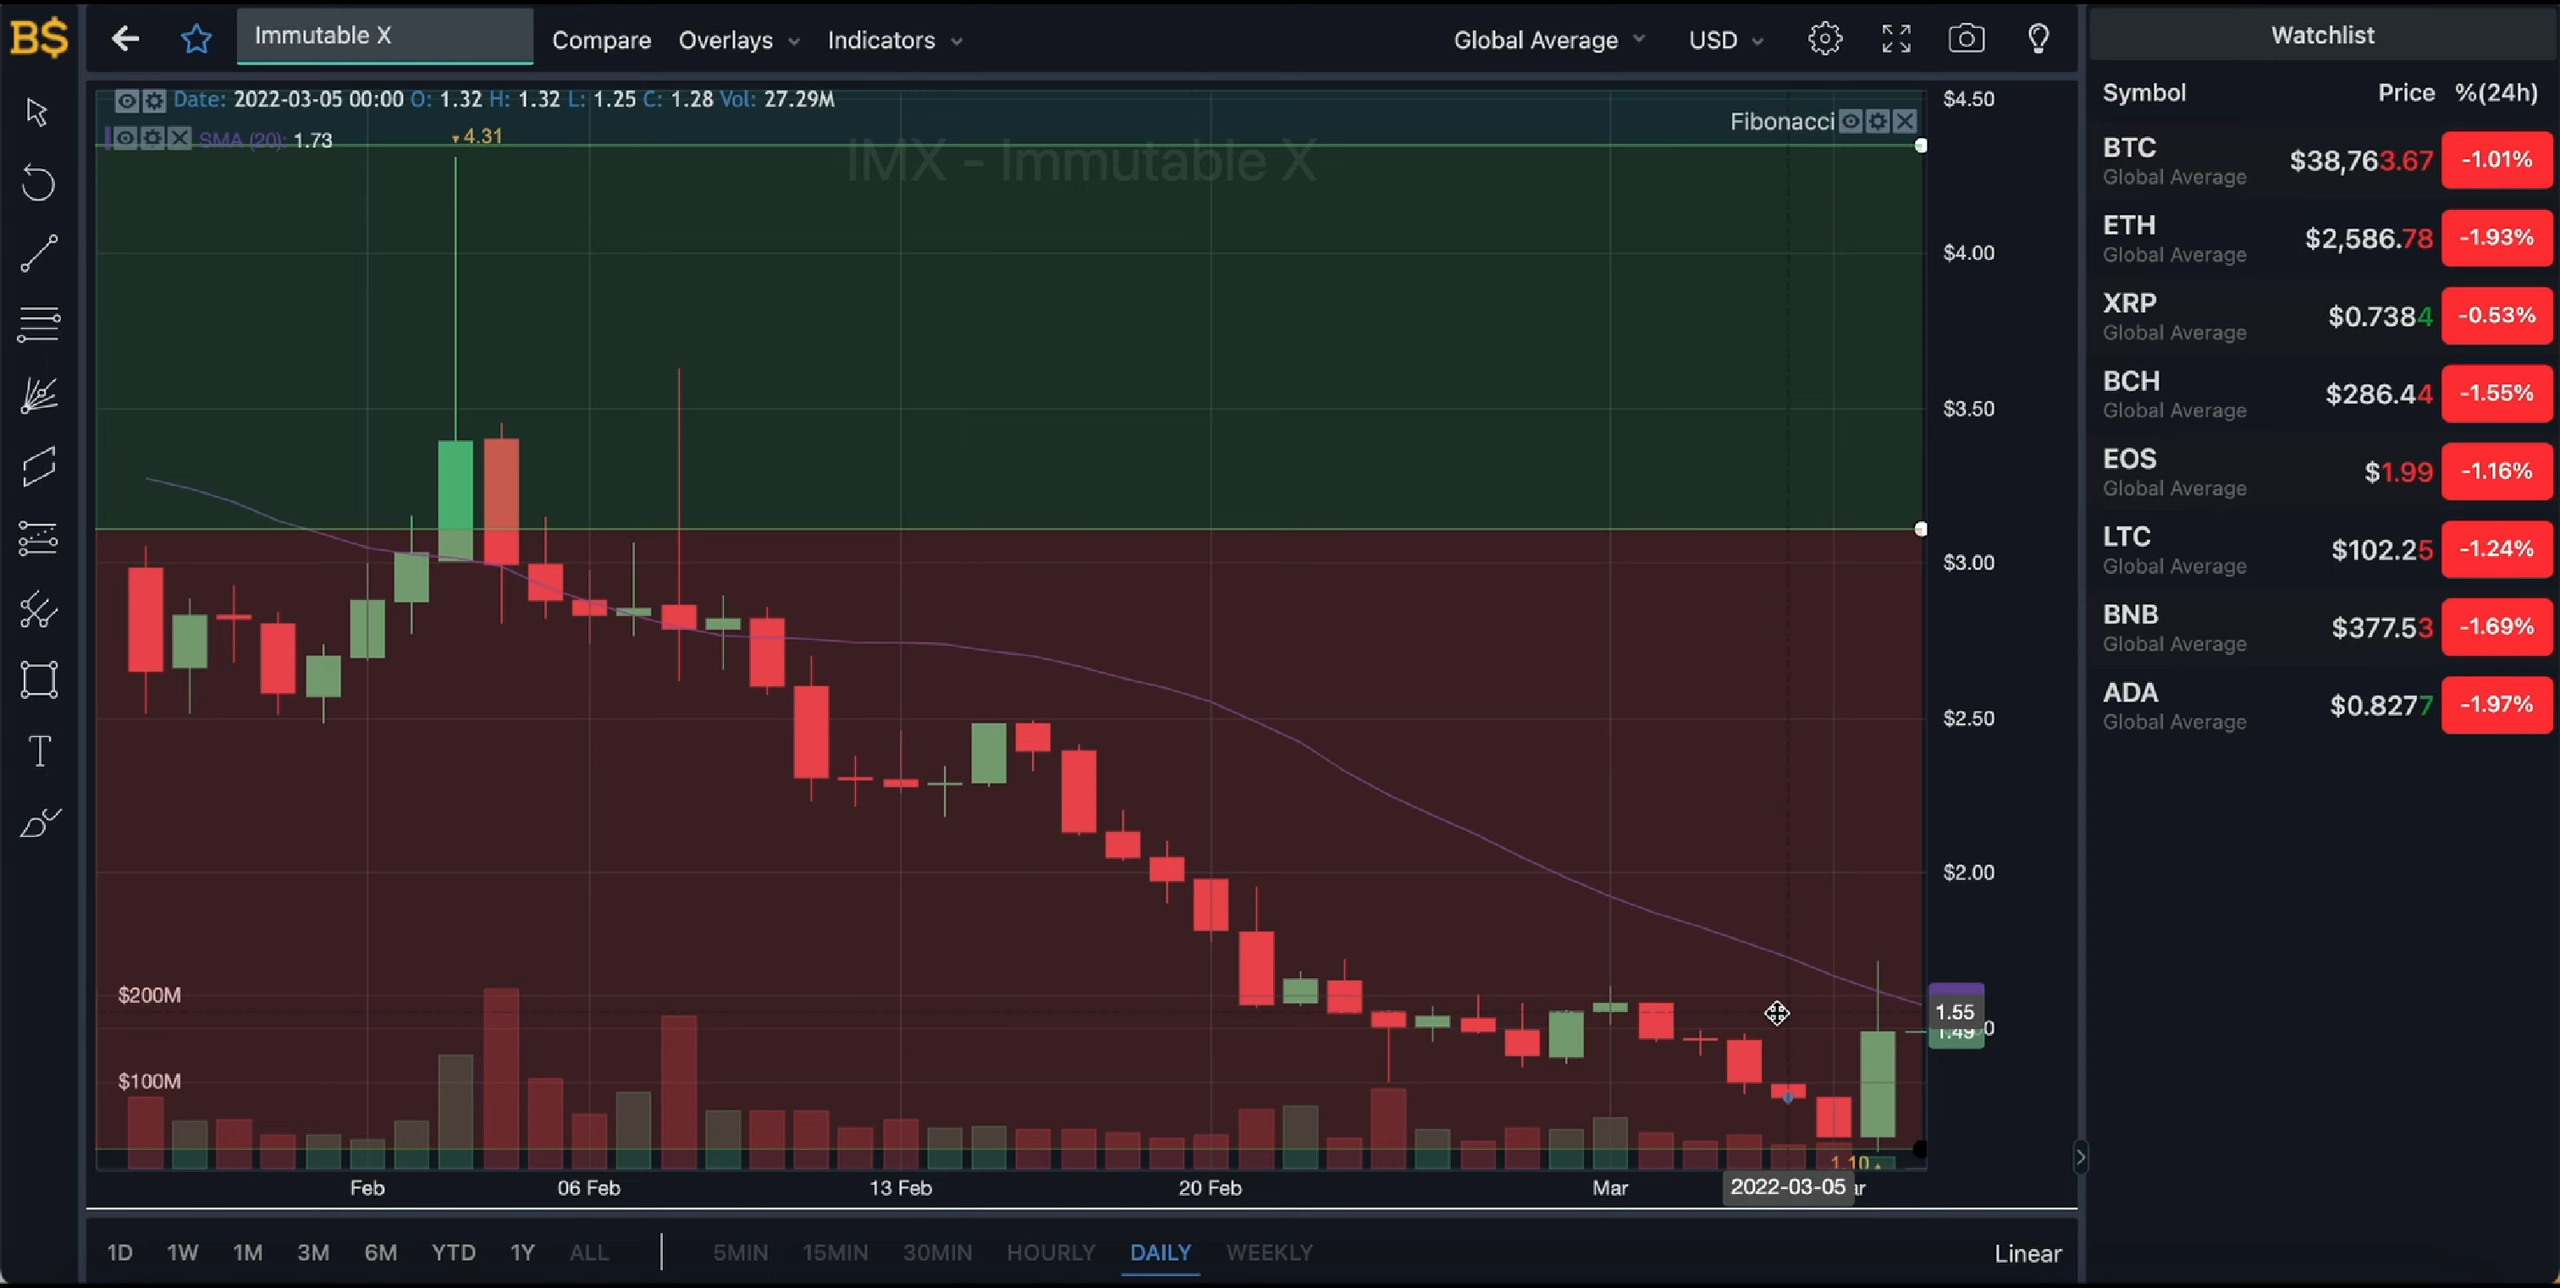 B$
Immutable X
Compare
Overlays
Indicators
Global Average
USD
Watchlist
Date: 2022-03-05 00:00 O: 1.32 H: 1.32 L: 1.25 C: 1.28 Vol: 27.29M
SMA (20): 1.73
4.31
Fibonacci
IMX - Immutable X
$4.50
$4.00
$3.50
$3.00
$2.50
$2.00
1.55
1.49
$200M
$100M
1.10
Feb
06 Feb
13 Feb
20 Feb
Mar
2022-03-05
1D 1W 1M 3M 6M YTD 1Y ALL
5MIN 15MIN 30MIN HOURLY DAILY WEEKLY
Linear
Symbol Price %(24h)
BTC $38,763.67 -1.01%
Global Average
ETH $2,586.78 -1.93%
Global Average
XRP $0.7384 -0.53%
Global Average
BCH $286.44 -1.55%
Global Average
EOS $1.99 -1.16%
Global Average
LTC $102.25 -1.24%
Global Average
BNB $377.53 -1.69%
Global Average
ADA $0.8277 -1.97%
Global Average